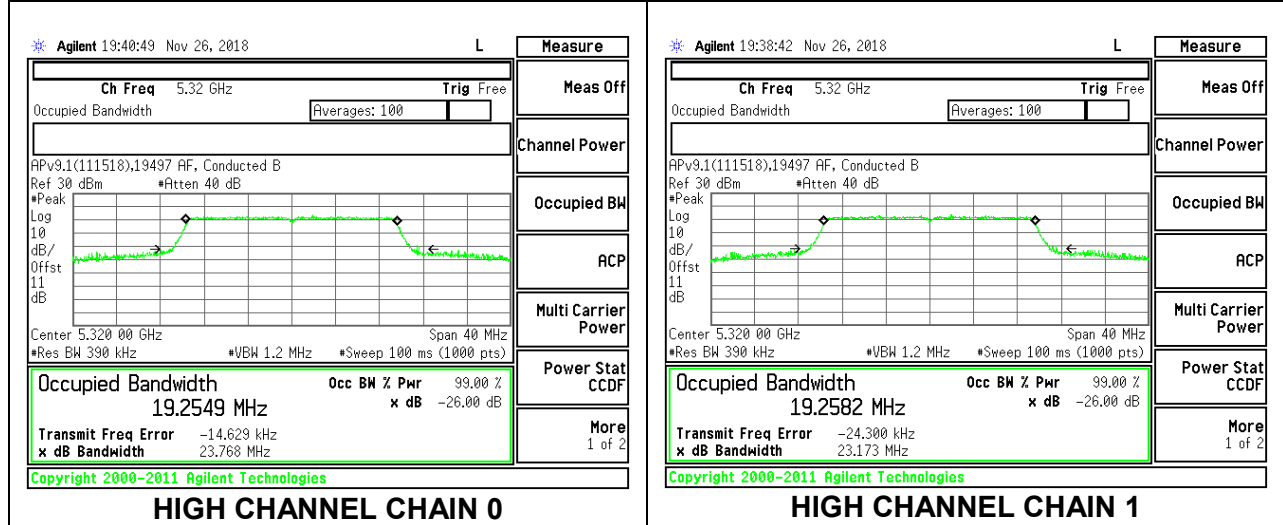 Agilent 19:40:49 Nov 26, 2018 L
Measure
Ch Freq 5.32 GHz Trig Free
Occupied Bandwidth Averages: 100
APv9.1(111518),19497 AF, Conducted B
Ref 30 dBm #Atten 40 dB
#Peak
Log
10
dB/
Offst
11
dB
Center 5.320 00 GHz Span 40 MHz
#Res BW 390 kHz #VBW 1.2 MHz #Sweep 100 ms (1000 pts)
Occupied Bandwidth Occ BW % Pwr 99.00 %
19.2549 MHz x dB -26.00 dB
Transmit Freq Error -14.629 kHz
x dB Bandwidth 23.768 MHz
Copyright 2000-2011 Agilent Technologies
Meas Off
Channel Power
Occupied BW
ACP
Multi Carrier
Power
Power Stat
CCDF
More
1 of 2
HIGH CHANNEL CHAIN 0
Agilent 19:38:42 Nov 26, 2018 L
Measure
Ch Freq 5.32 GHz Trig Free
Occupied Bandwidth Averages: 100
APv9.1(111518),19497 AF, Conducted B
Ref 30 dBm #Atten 40 dB
#Peak
Log
10
dB/
Offst
11
dB
Center 5.320 00 GHz Span 40 MHz
#Res BW 390 kHz #VBW 1.2 MHz #Sweep 100 ms (1000 pts)
Occupied Bandwidth Occ BW % Pwr 99.00 %
19.2582 MHz x dB -26.00 dB
Transmit Freq Error -24.300 kHz
x dB Bandwidth 23.173 MHz
Copyright 2000-2011 Agilent Technologies
Meas Off
Channel Power
Occupied BW
ACP
Multi Carrier
Power
Power Stat
CCDF
More
1 of 2
HIGH CHANNEL CHAIN 1